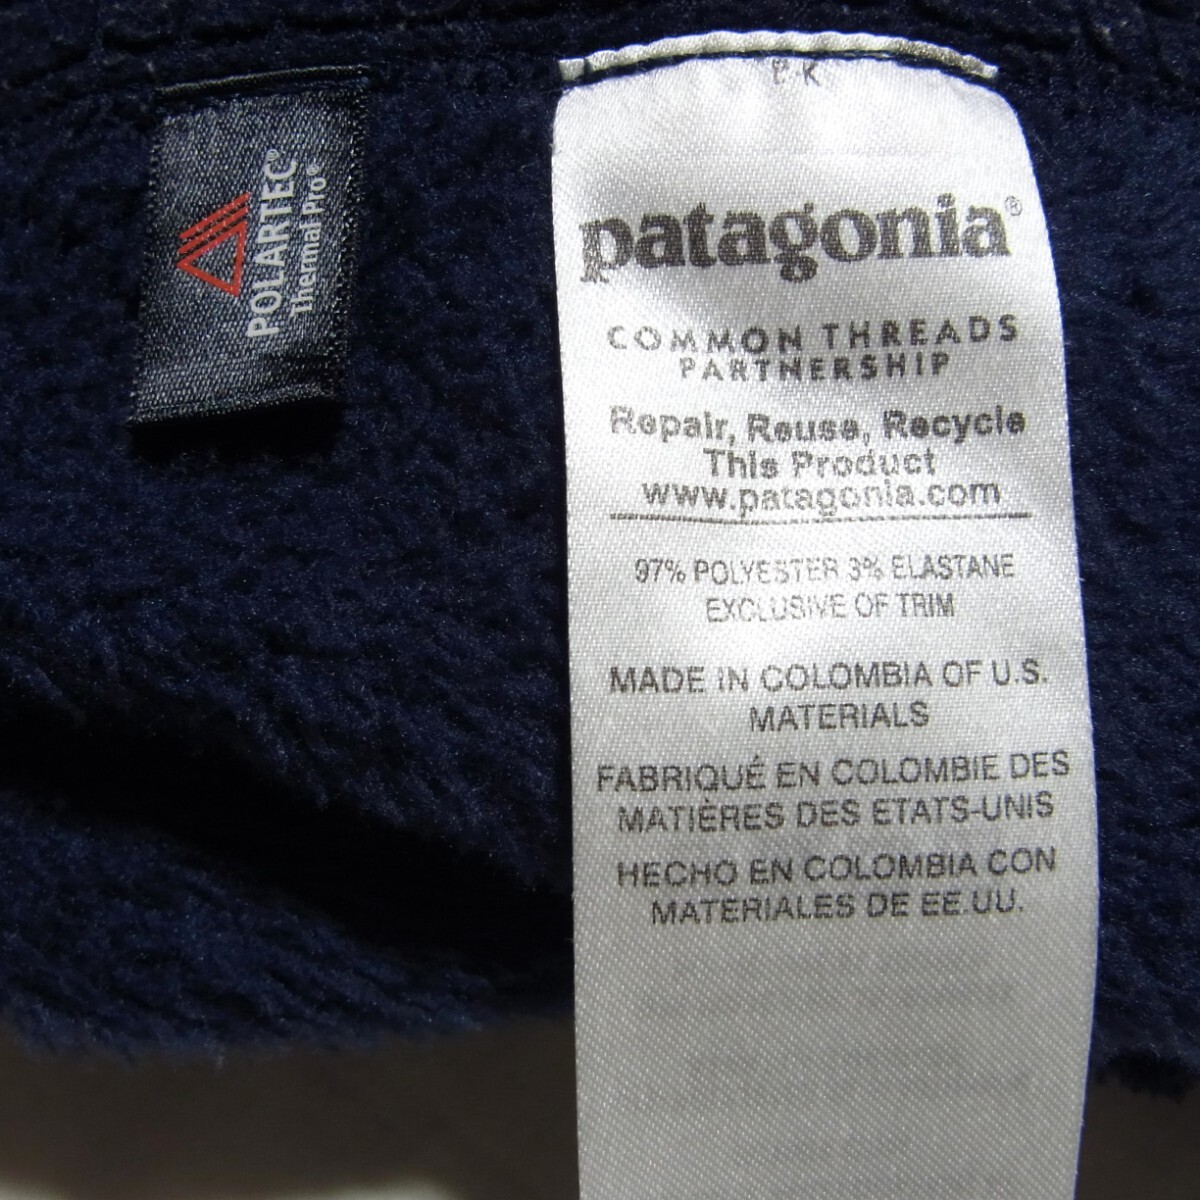 POLARTEC®
Thermal Pro®
patagonia®
COMMON THREADS
PARTNERSHIP
Repair, Reuse, Recycle
This Product
www.patagonia.com
97% POLYESTER 3% ELASTANE
EXCLUSIVE OF TRIM
MADE IN COLOMBIA OF U.S.
MATERIALS
FABRIQUÉ EN COLOMBIE DES
MATIÈRES DES ETATS-UNIS
HECHO EN COLOMBIA CON
MATERIALES DE EE.UU.